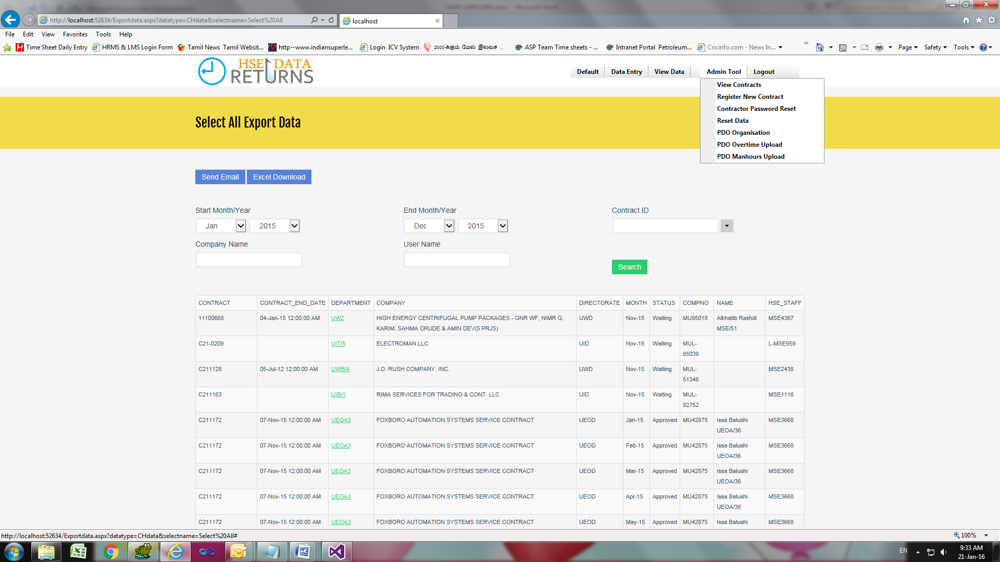 http://localhost:52634/Exportdata.aspx?datatype=CHdata&selectname=Select%20All
localhost
File Edit View Favorites Tools Help
Time Sheet Daily Entry HRMS & LMS Login Form Tamil News Tamil Websit... http--www.indiansuperle... Login ICV System 2000-க்கும் மேல் இலவச ... ASP Team Time sheets - ... Intranet Portal Petroleum... Cricinfo.com - News In... Page Safety Tools
HSE DATA
RETURNS
Default Data Entry View Data Admin Tool Logout
View Contracts
Register New Contract
Contractor Password Reset
Reset Data
PDO Organisation
PDO Overtime Upload
PDO Manhours Upload
Select All Export Data
Send Email Excel Download
Start Month/Year End Month/Year Contract ID
Jan 2015 Dec 2015
Company Name User Name
Search
CONTRACT CONTRACT_END_DATE DEPARTMENT COMPANY DIRECTORATE MONTH STATUS COMPNO NAME HSE_STAFF
11100668 04-Jan-15 12:00:00 AM UWZ HIGH ENERGY CENTRIFUGAL PUMP PACKAGES - GNR WF, NIMR G, UWD Nov-15 Waiting MU95018 Alkhatib Rashdi MSE4367
KARIM, SAHMA CRUDE & AMIN DEV(5 PRJS) MSE/51
C21-0209 UIT/5 ELECTROMAN LLC UID Nov-15 Waiting MUL- L-MSE959
95039
C211128 05-Jul-12 12:00:00 AM UWB/4 J.D. RUSH COMPANY, INC. UWD Nov-15 Waiting MUL- MSE2438
51346
C211163 UIB/1 RIMA SERVICES FOR TRADING & CONT. LLC UID Nov-15 Waiting MUL- MSE1116
92752
C211172 07-Nov-15 12:00:00 AM UEOA3 FOXBORO AUTOMATION SYSTEMS SERVICE CONTRACT UEOD Jan-15 Approved MU42875 Issa Balushi MSE3668
UEOA/36
C211172 07-Nov-15 12:00:00 AM UEOA3 FOXBORO AUTOMATION SYSTEMS SERVICE CONTRACT UEOD Feb-15 Approved MU42875 Issa Balushi MSE3668
UEOA/36
C211172 07-Nov-15 12:00:00 AM UEOA3 FOXBORO AUTOMATION SYSTEMS SERVICE CONTRACT UEOD Mar-15 Approved MU42875 Issa Balushi MSE3668
UEOA/36
C211172 07-Nov-15 12:00:00 AM UEOA3 FOXBORO AUTOMATION SYSTEMS SERVICE CONTRACT UEOD Apr-15 Approved MU42875 Issa Balushi MSE3668
UEOA/36
C211172 07-Nov-15 12:00:00 AM UEOA3 FOXBORO AUTOMATION SYSTEMS SERVICE CONTRACT UEOD May-15 Approved MU42875 Issa Balushi MSE3668
http://localhost:52634/Exportdata.aspx?datatype=CHdata&selectname=Select%20All#
100%
EN
9:33 AM
21-Jan-16